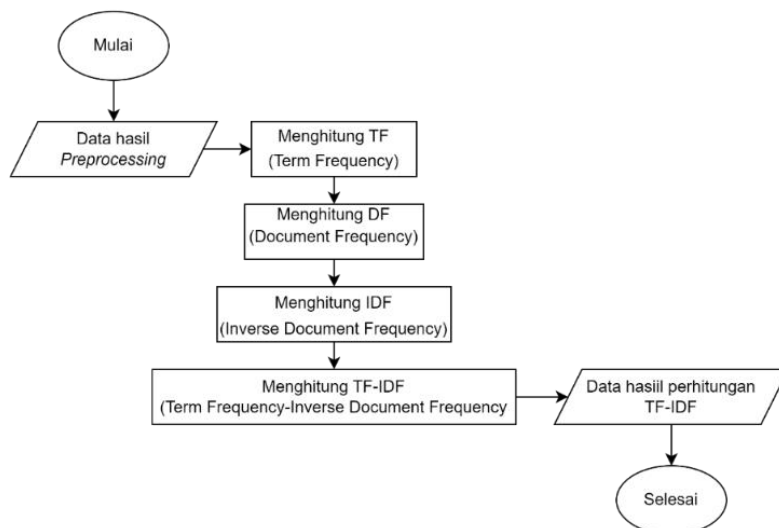 Mulai
Data hasil
Preprocessing
Menghitung TF
(Term Frequency)
Menghitung DF
(Document Frequency)
Menghitung IDF
(Inverse Document Frequency)
Menghitung TF-IDF
(Term Frequency-Inverse Document Frequency
Data hasiil perhitungan
TF-IDF
Selesai